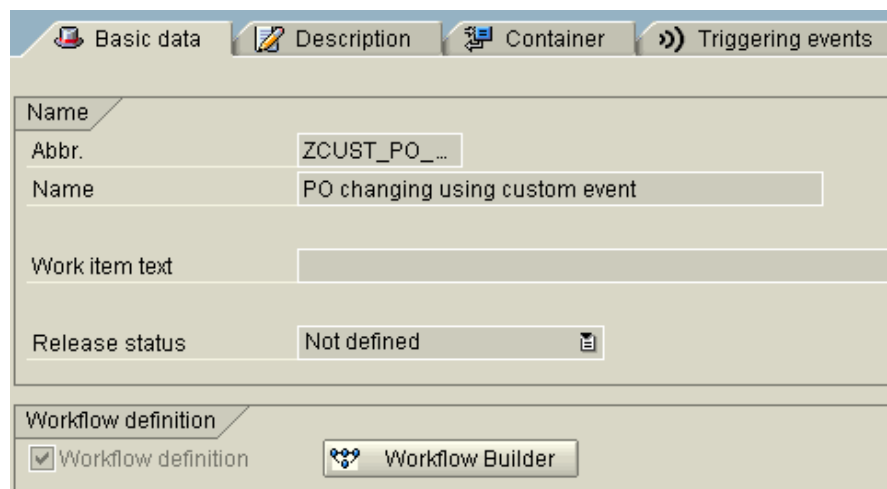 Basic data Description Container Triggering events
Name
Abbr. ZCUST_PO_...
Name PO changing using custom event
Work item text
Release status Not defined
Workflow definition
Workflow definition Workflow Builder